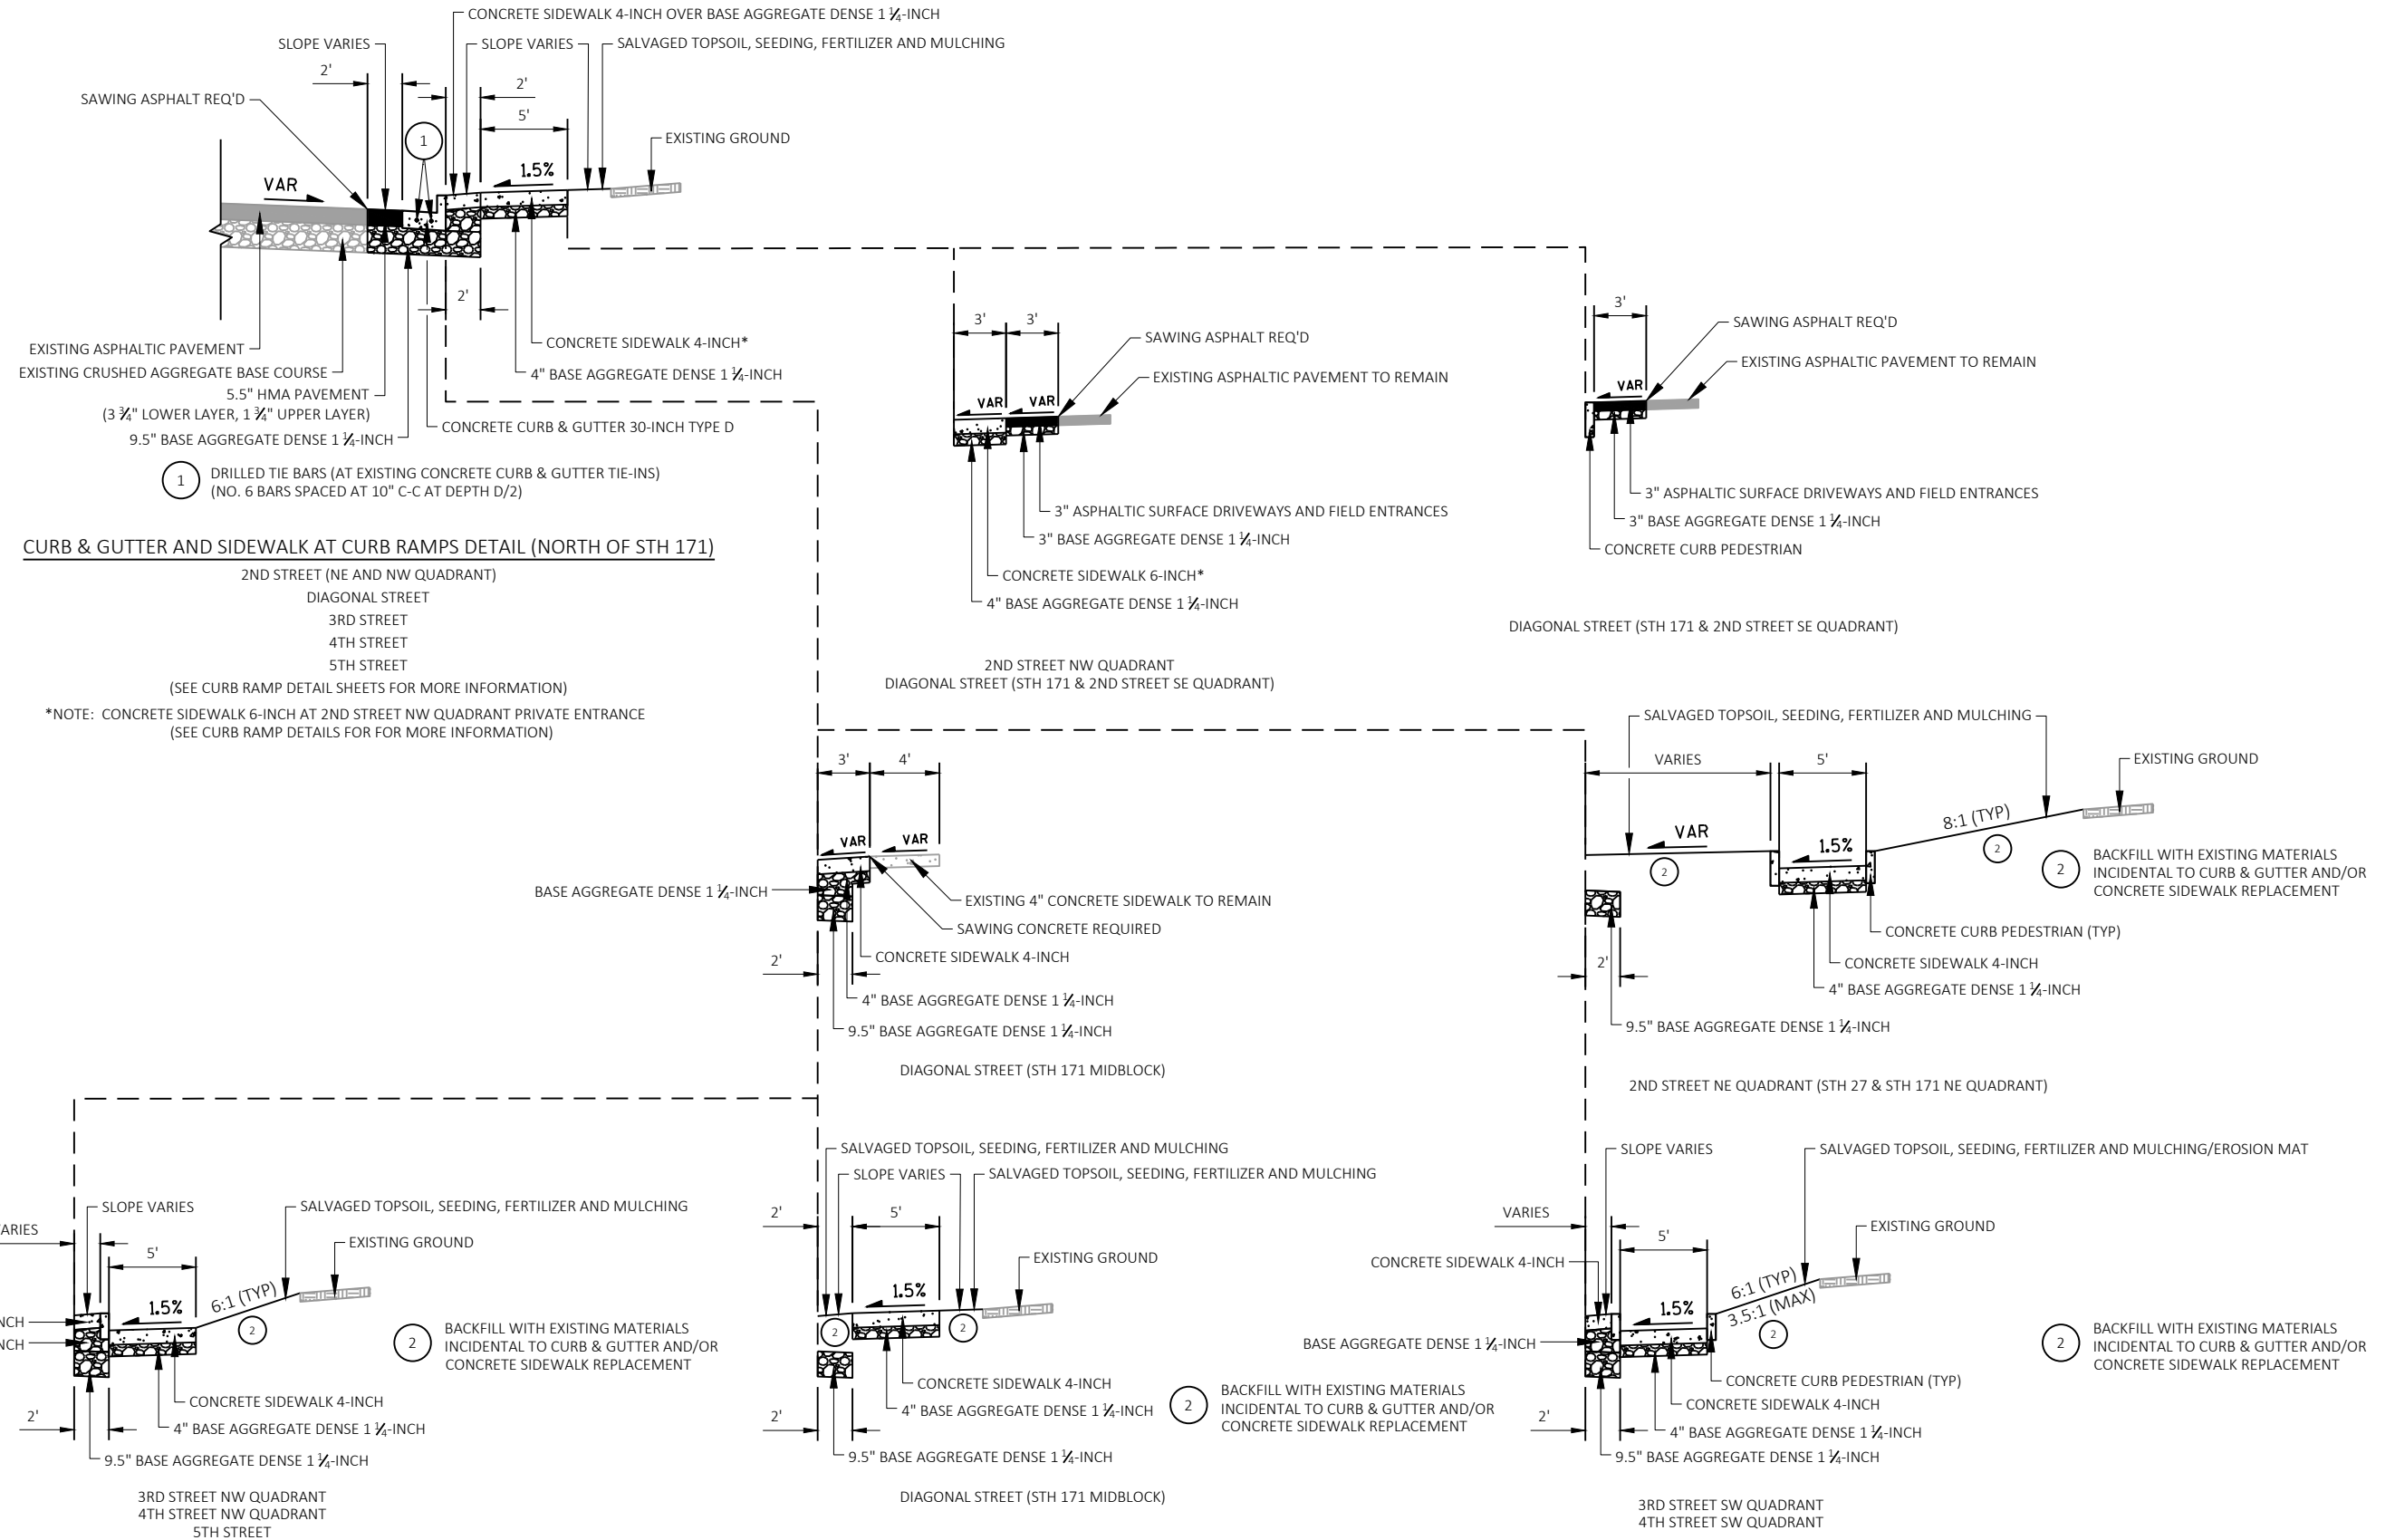 CONCRETE SIDEWALK 4-INCH OVER BASE AGGREGATE DENSE 1 ¼-INCH
SLOPE VARIES
SLOPE VARIES
SALVAGED TOPSOIL, SEEDING, FERTILIZER AND MULCHING
2'
2'
SAWING ASPHALT REQ'D
5'
1
EXISTING GROUND
VAR
1.5%
2'
EXISTING ASPHALTIC PAVEMENT
EXISTING CRUSHED AGGREGATE BASE COURSE
5.5" HMA PAVEMENT
(3 ¾" LOWER LAYER, 1 ¾" UPPER LAYER)
9.5" BASE AGGREGATE DENSE 1 ¼-INCH
CONCRETE SIDEWALK 4-INCH*
4" BASE AGGREGATE DENSE 1 ¼-INCH
CONCRETE CURB & GUTTER 30-INCH TYPE D
1
DRILLED TIE BARS (AT EXISTING CONCRETE CURB & GUTTER TIE-INS)
(NO. 6 BARS SPACED AT 10" C-C AT DEPTH D/2)
CURB & GUTTER AND SIDEWALK AT CURB RAMPS DETAIL (NORTH OF STH 171)
2ND STREET (NE AND NW QUADRANT)
DIAGONAL STREET
3RD STREET
4TH STREET
5TH STREET
(SEE CURB RAMP DETAIL SHEETS FOR MORE INFORMATION)
*NOTE: CONCRETE SIDEWALK 6-INCH AT 2ND STREET NW QUADRANT PRIVATE ENTRANCE
(SEE CURB RAMP DETAILS FOR FOR MORE INFORMATION)
3'
3'
SAWING ASPHALT REQ'D
EXISTING ASPHALTIC PAVEMENT TO REMAIN
VAR
VAR
3" ASPHALTIC SURFACE DRIVEWAYS AND FIELD ENTRANCES
3" BASE AGGREGATE DENSE 1 ¼-INCH
CONCRETE SIDEWALK 6-INCH*
4" BASE AGGREGATE DENSE 1 ¼-INCH
2ND STREET NW QUADRANT
DIAGONAL STREET (STH 171 & 2ND STREET SE QUADRANT)
3'
SAWING ASPHALT REQ'D
EXISTING ASPHALTIC PAVEMENT TO REMAIN
VAR
3" ASPHALTIC SURFACE DRIVEWAYS AND FIELD ENTRANCES
3" BASE AGGREGATE DENSE 1 ¼-INCH
CONCRETE CURB PEDESTRIAN
DIAGONAL STREET (STH 171 & 2ND STREET SE QUADRANT)
3'
4'
VAR
VAR
BASE AGGREGATE DENSE 1 ¼-INCH
EXISTING 4" CONCRETE SIDEWALK TO REMAIN
SAWING CONCRETE REQUIRED
CONCRETE SIDEWALK 4-INCH
2'
4" BASE AGGREGATE DENSE 1 ¼-INCH
9.5" BASE AGGREGATE DENSE 1 ¼-INCH
DIAGONAL STREET (STH 171 MIDBLOCK)
SALVAGED TOPSOIL, SEEDING, FERTILIZER AND MULCHING
VARIES
5'
EXISTING GROUND
VAR
8:1 (TYP)
1.5%
2
2
2
BACKFILL WITH EXISTING MATERIALS
INCIDENTAL TO CURB & GUTTER AND/OR
CONCRETE SIDEWALK REPLACEMENT
CONCRETE CURB PEDESTRIAN (TYP)
2'
CONCRETE SIDEWALK 4-INCH
4" BASE AGGREGATE DENSE 1 ¼-INCH
9.5" BASE AGGREGATE DENSE 1 ¼-INCH
2ND STREET NE QUADRANT (STH 27 & STH 171 NE QUADRANT)
SLOPE VARIES
SALVAGED TOPSOIL, SEEDING, FERTILIZER AND MULCHING
ARIES
5'
EXISTING GROUND
1.5%
6:1 (TYP)
2
NCH
NCH
2
BACKFILL WITH EXISTING MATERIALS
INCIDENTAL TO CURB & GUTTER AND/OR
CONCRETE SIDEWALK REPLACEMENT
CONCRETE SIDEWALK 4-INCH
2'
4" BASE AGGREGATE DENSE 1 ¼-INCH
9.5" BASE AGGREGATE DENSE 1 ¼-INCH
3RD STREET NW QUADRANT
4TH STREET NW QUADRANT
5TH STREET
SALVAGED TOPSOIL, SEEDING, FERTILIZER AND MULCHING
SLOPE VARIES
SALVAGED TOPSOIL, SEEDING, FERTILIZER AND MULCHING
2'
5'
EXISTING GROUND
1.5%
2
2
CONCRETE SIDEWALK 4-INCH
2'
4" BASE AGGREGATE DENSE 1 ¼-INCH
9.5" BASE AGGREGATE DENSE 1 ¼-INCH
2
BACKFILL WITH EXISTING MATERIALS
INCIDENTAL TO CURB & GUTTER AND/OR
CONCRETE SIDEWALK REPLACEMENT
DIAGONAL STREET (STH 171 MIDBLOCK)
SLOPE VARIES
SALVAGED TOPSOIL, SEEDING, FERTILIZER AND MULCHING/EROSION MAT
VARIES
5'
EXISTING GROUND
CONCRETE SIDEWALK 4-INCH
6:1 (TYP)
3.5:1 (MAX)
1.5%
2
BASE AGGREGATE DENSE 1 ¼-INCH
2
BACKFILL WITH EXISTING MATERIALS
INCIDENTAL TO CURB & GUTTER AND/OR
CONCRETE SIDEWALK REPLACEMENT
CONCRETE CURB PEDESTRIAN (TYP)
CONCRETE SIDEWALK 4-INCH
2'
4" BASE AGGREGATE DENSE 1 ¼-INCH
9.5" BASE AGGREGATE DENSE 1 ¼-INCH
3RD STREET SW QUADRANT
4TH STREET SW QUADRANT